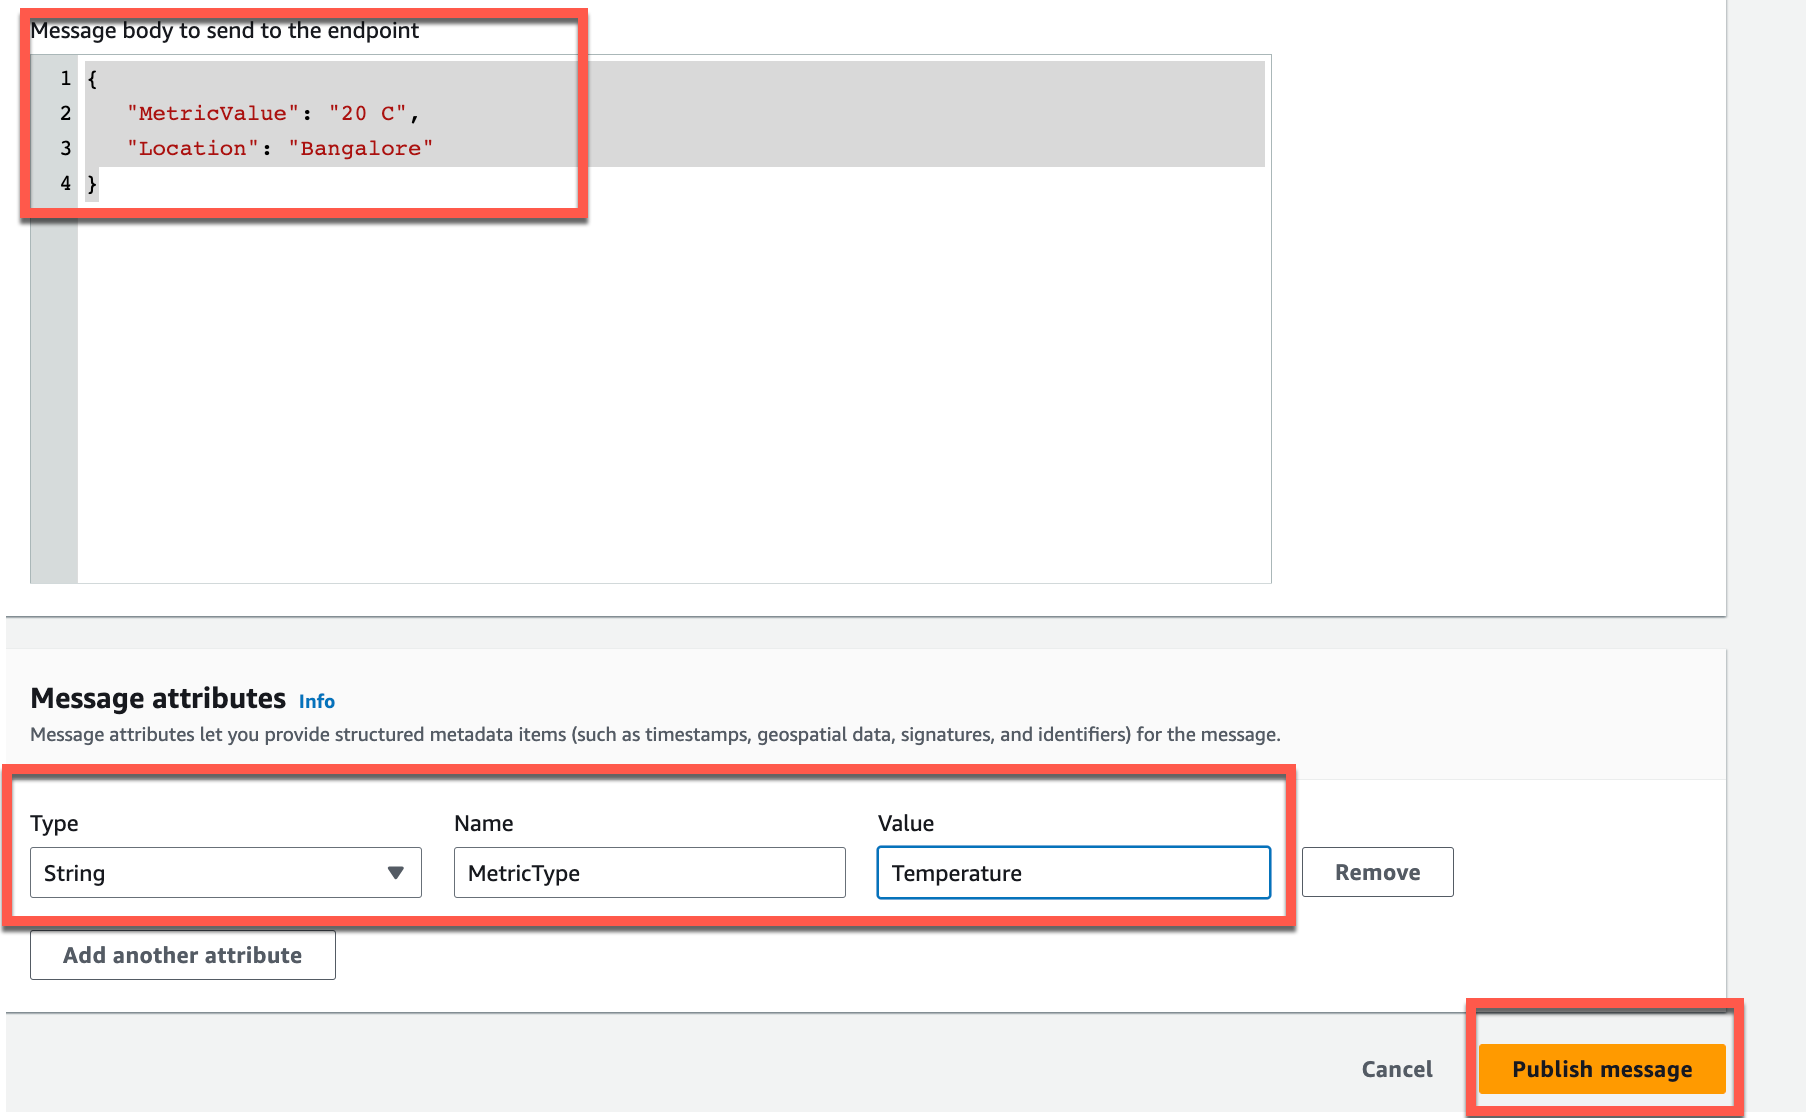 Message body to send to the endpoint
1 {
2 "MetricValue": "20 C",
3 "Location": "Bangalore"
4 }
Message attributes Info
Message attributes let you provide structured metadata items (such as timestamps, geospatial data, signatures, and identifiers) for the message.
Type Name Value
String MetricType Temperature Remove
Add another attribute
Cancel Publish message